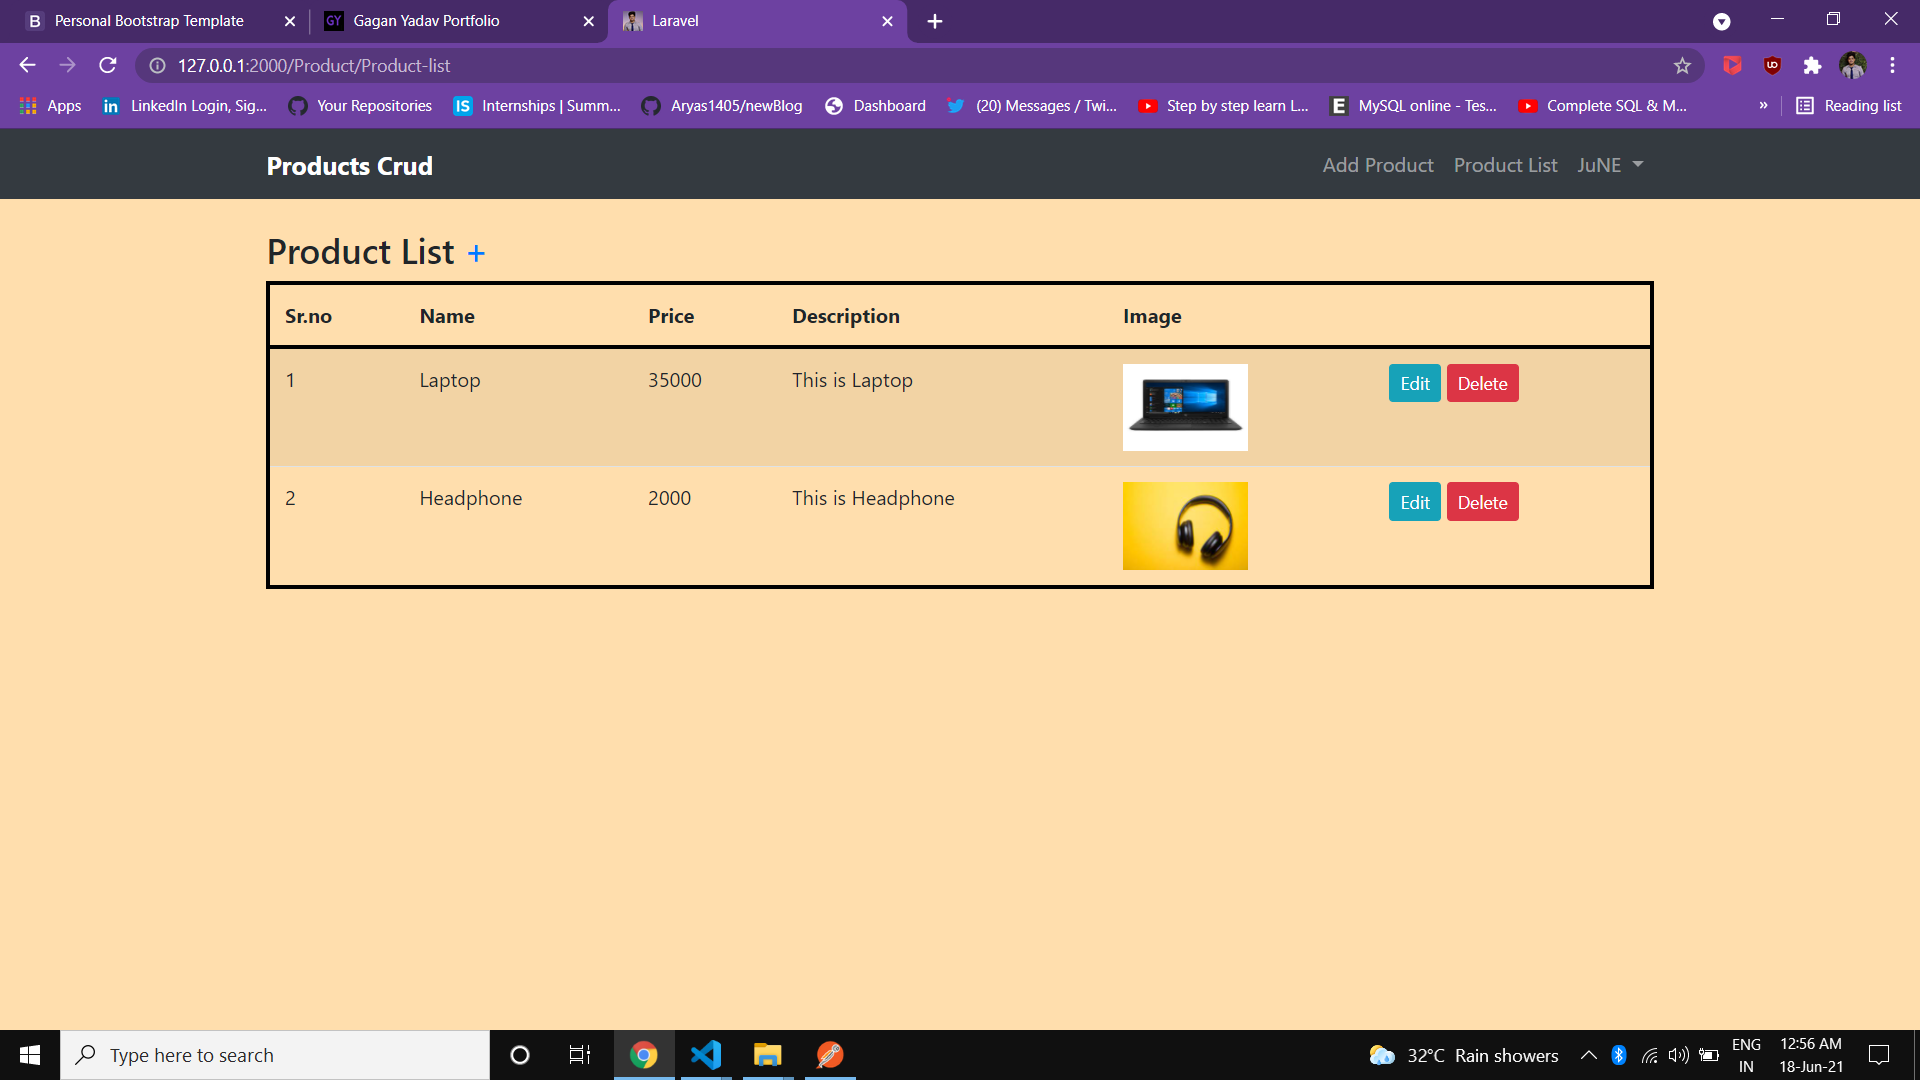 B Personal Bootstrap Template
GY Gagan Yadav Portfolio
Laravel
127.0.0.1:2000/Product/Product-list
Apps
in LinkedIn Login, Sig...
Your Repositories
IS Internships | Summ...
Aryas1405/newBlog
Dashboard
(20) Messages / Twi...
Step by step learn L...
E MySQL online - Tes...
Complete SQL & M...
»
Reading list
Products Crud
Add Product Product List JuNE
Product List +
Sr.no Name Price Description Image
1 Laptop 35000 This is Laptop Edit Delete
2 Headphone 2000 This is Headphone Edit Delete
Type here to search
32°C Rain showers
ENG
IN
12:56 AM
18-Jun-21